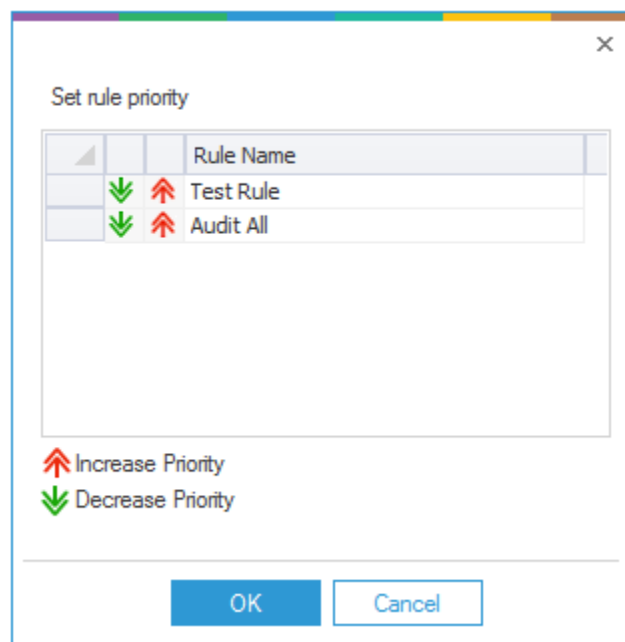 Set rule priority
Rule Name
Test Rule
Audit All
Increase Priority
Decrease Priority
OK Cancel